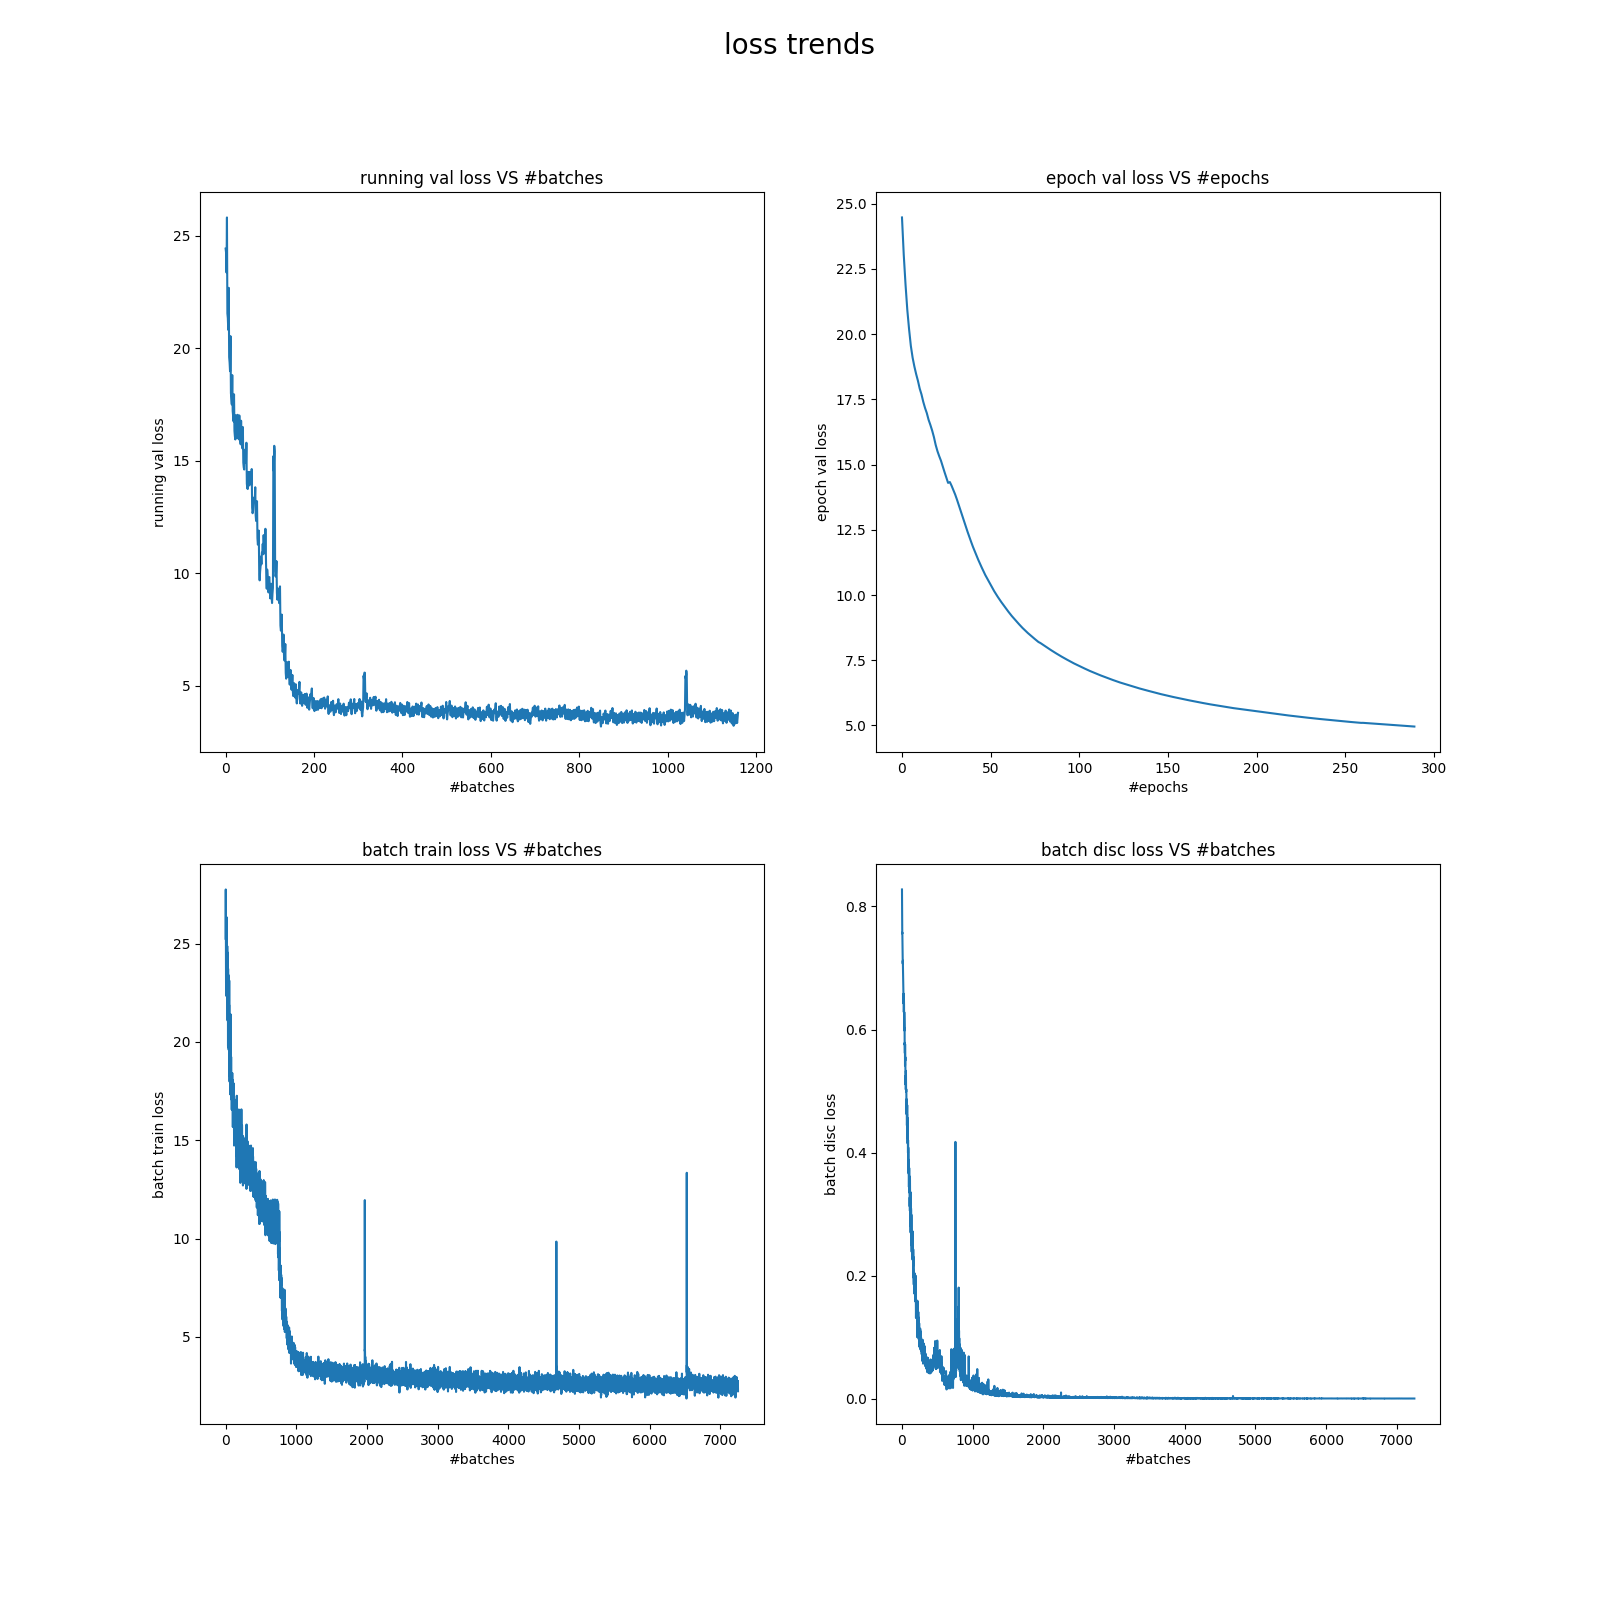 loss trends
running val loss VS #batches
running val loss
25
20
15
10
5
0 200 400 600 800 1000 1200
#batches
epoch val loss VS #epochs
epoch val loss
25.0
22.5
20.0
17.5
15.0
12.5
10.0
7.5
5.0
0 50 100 150 200 250 300
#epochs
batch train loss VS #batches
batch train loss
25
20
15
10
5
0 1000 2000 3000 4000 5000 6000 7000
#batches
batch disc loss VS #batches
batch disc loss
0.8
0.6
0.4
0.2
0.0
0 1000 2000 3000 4000 5000 6000 7000
#batches